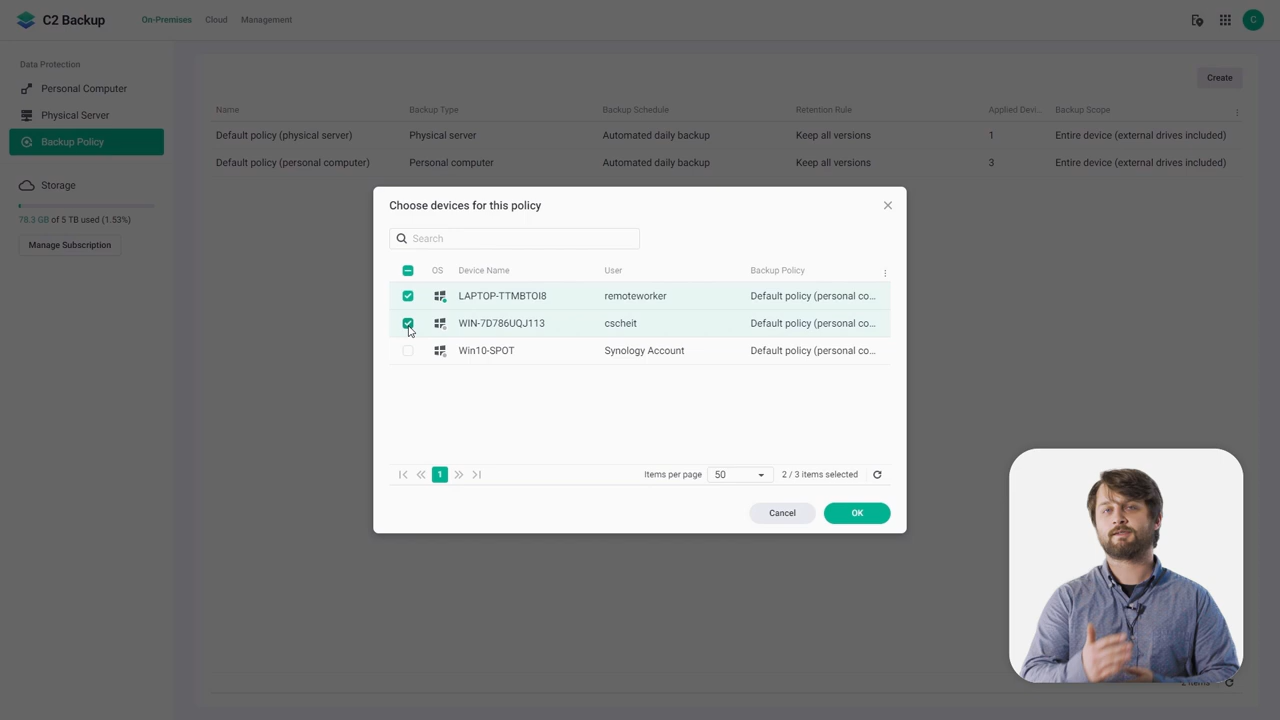 C2 Backup On-Premises Cloud Management C
Data Protection
Personal Computer
Physical Server
Backup Policy
Storage
78.3 GB of 5 TB used (1.53%)
Manage Subscription
Create
Name Backup Type Backup Schedule Retention Rule Applied Devi... Backup Scope
Default policy (physical server) Physical server Automated daily backup Keep all versions 1 Entire device (external drives included)
Default policy (personal computer) Personal computer Automated daily backup Keep all versions 3 Entire device (external drives included)
Choose devices for this policy
Search
OS Device Name User Backup Policy
LAPTOP-TTMBTOI8 remoteworker Default policy (personal co...
WIN-7D786UQJ113 cscheit Default policy (personal co...
Win10-SPOT Synology Account Default policy (personal co...
1 Items per page 50 2 / 3 items selected
Cancel OK